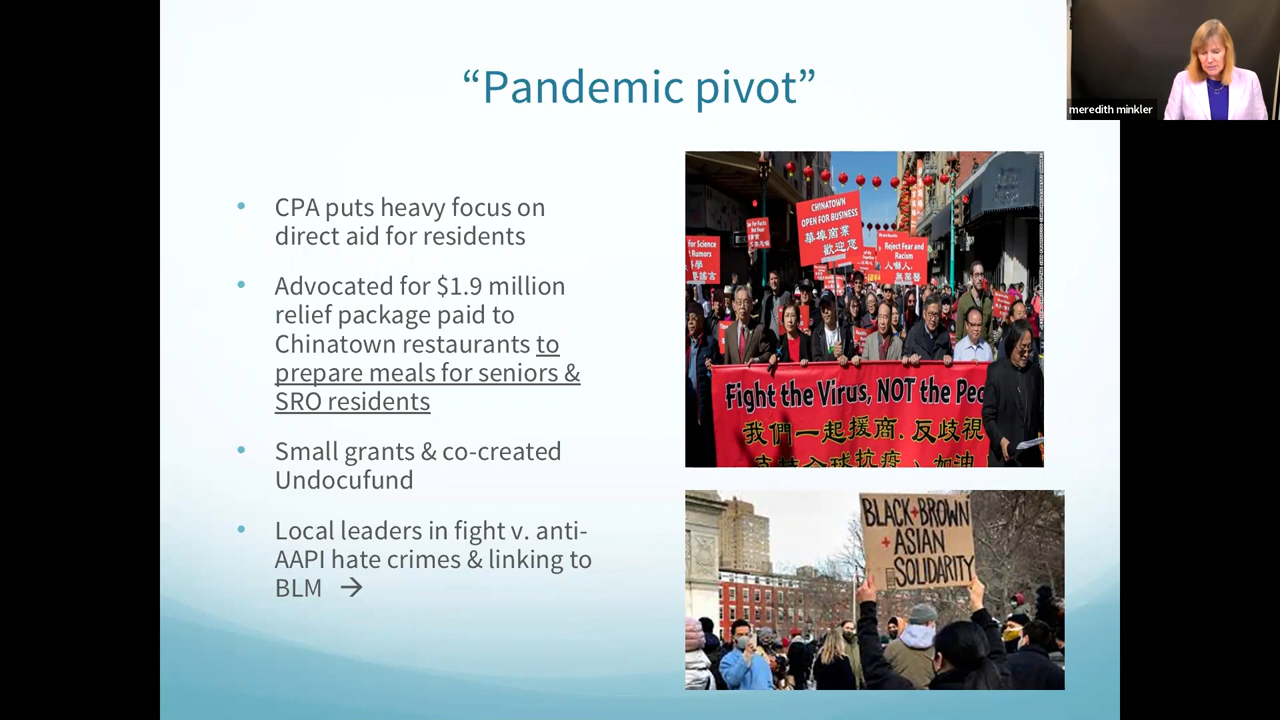 “Pandemic pivot”
meredith minkler
• CPA puts heavy focus on
direct aid for residents
• Advocated for $1.9 million
relief package paid to
Chinatown restaurants to
prepare meals for seniors &
SRO residents
• Small grants & co-created
Undocufund
• Local leaders in fight v. anti-
AAPI hate crimes & linking to
BLM →
CHINATOWN
OPEN FOR BUSINESS
華埠商業
歡迎您
for Science
Rumors
Reject Fear and
Racism
Fight the Virus, NOT the Peo
我們一起援商.反歧視
BLACK+BROWN
+ ASIAN
SOLIDARITY